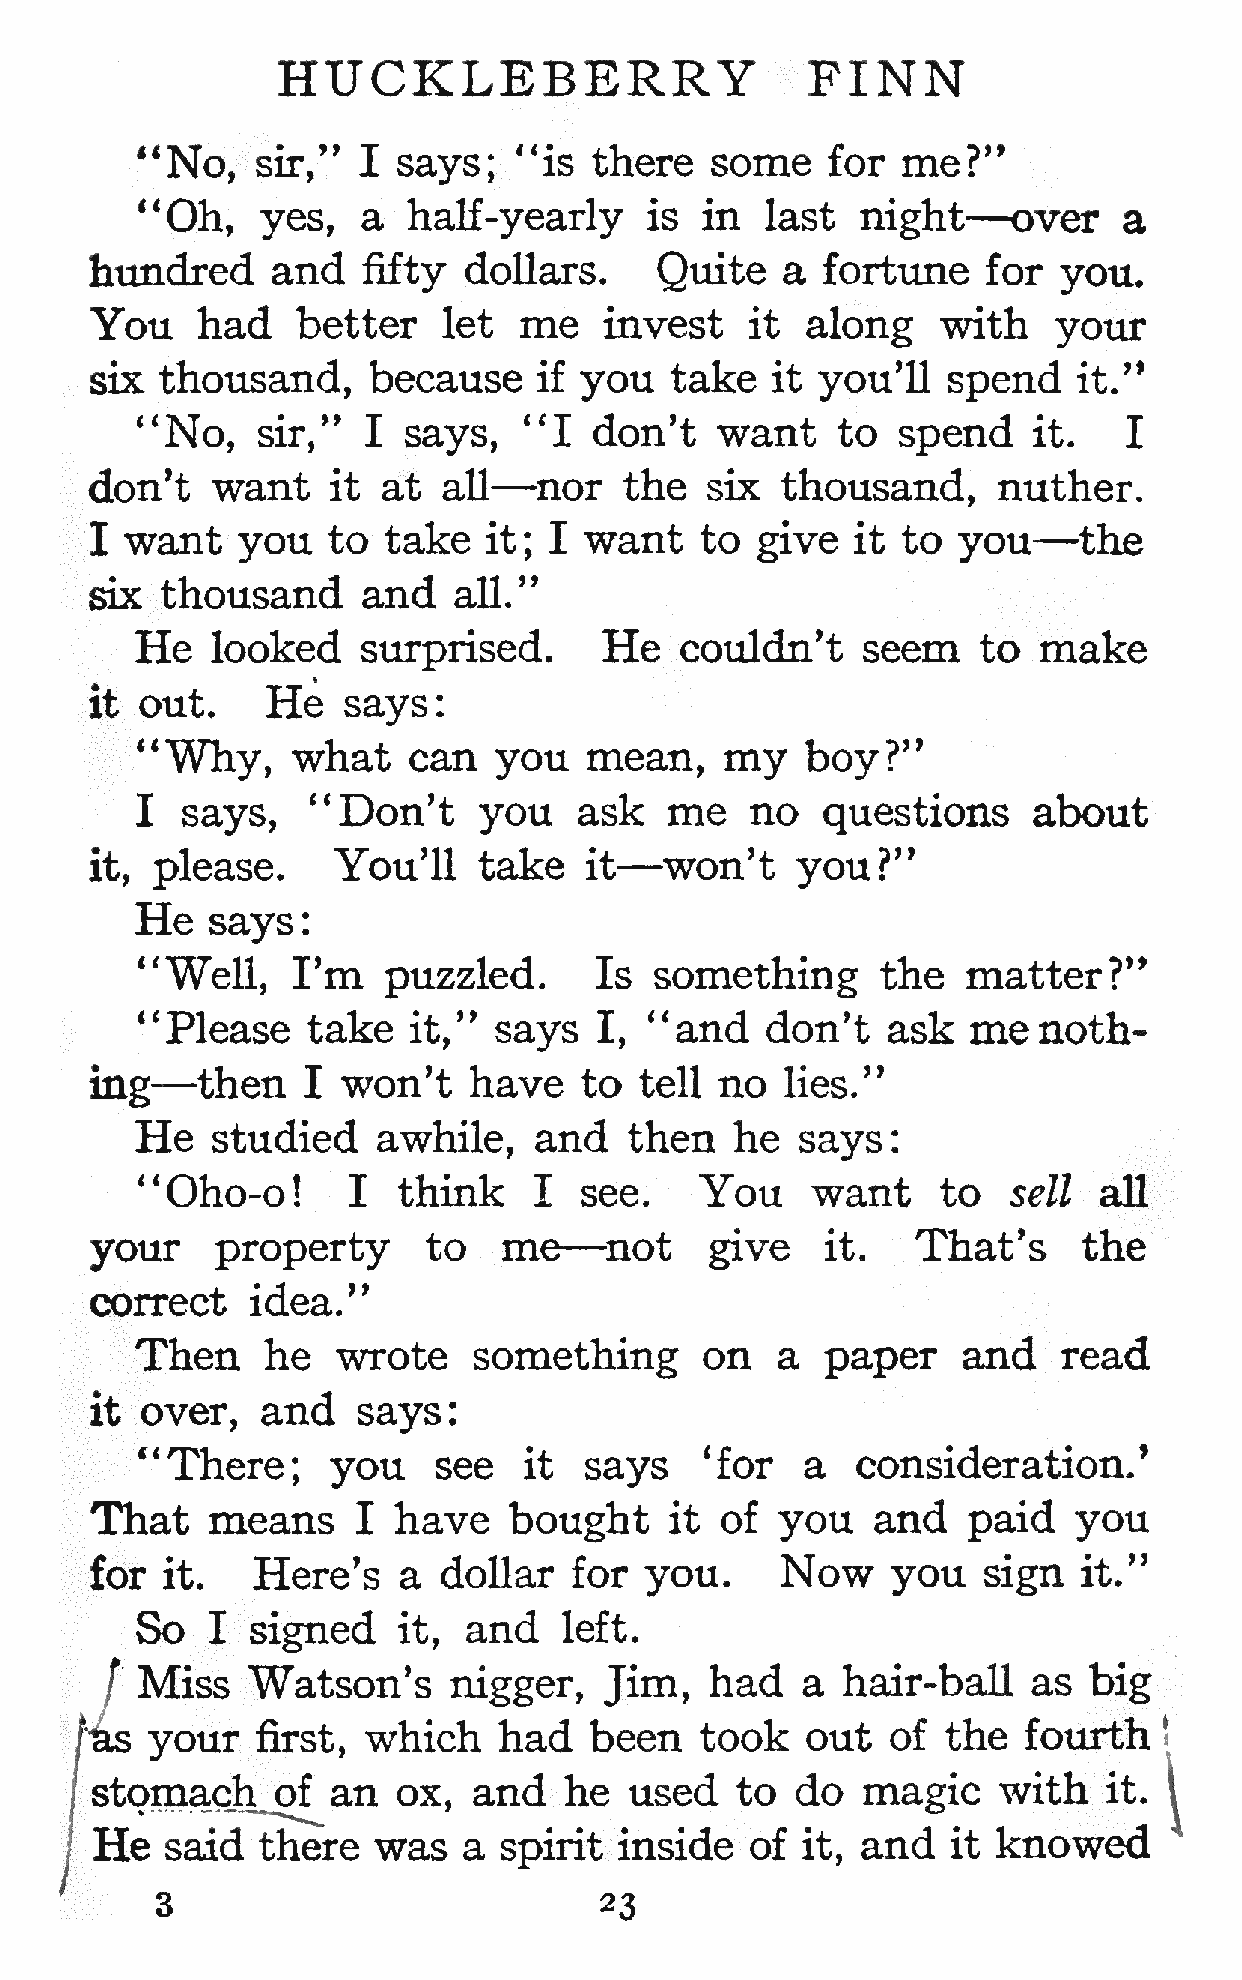 HUCKLEBERRY FINN
"No, sir," I says; "is there some for me?"
"Oh, yes, a half-yearly is in last night—over a
hundred and fifty dollars. Quite a fortune for you.
You had better let me invest it along with your
six thousand, because if you take it you'll spend it."
"No, sir," I says, "I don't want to spend it. I
don't want it at all—nor the six thousand, nuther.
I want you to take it; I want to give it to you—the
six thousand and all."
He looked surprised. He couldn't seem to make
it out. He says:
"Why, what can you mean, my boy?"
I says, "Don't you ask me no questions about
it, please. You'll take it—won't you?"
He says:
"Well, I'm puzzled. Is something the matter?"
"Please take it," says I, "and don't ask me noth-
ing—then I won't have to tell no lies."
He studied awhile, and then he says:
"Oho-o! I think I see. You want to sell all
your property to me—not give it. That's the
correct idea."
Then he wrote something on a paper and read
it over, and says:
"There; you see it says 'for a consideration.'
That means I have bought it of you and paid you
for it. Here's a dollar for you. Now you sign it."
So I signed it, and left.
Miss Watson's nigger, Jim, had a hair-ball as big
as your first, which had been took out of the fourth
stomach of an ox, and he used to do magic with it.
He said there was a spirit inside of it, and it knowed
3 23